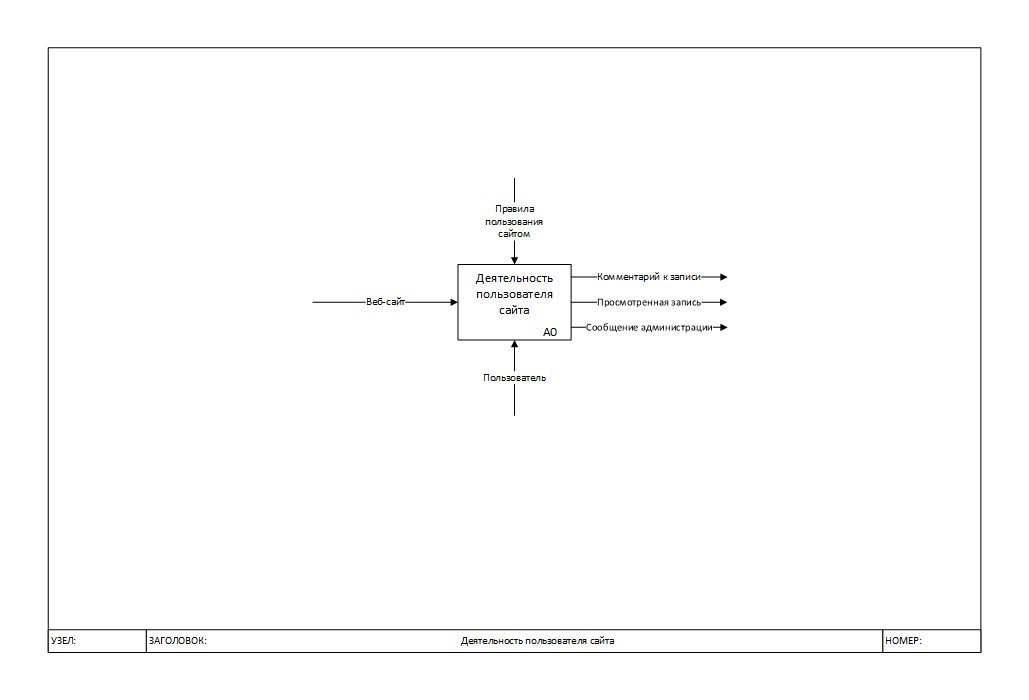 Правила
пользования
сайтом
Деятельность
пользователя
сайта
A0
Веб-сайт
Комментарий к записи
Просмотренная запись
Сообщение администрации
Пользователь
УЗЕЛ:
ЗАГОЛОВОК:
Деятельность пользователя сайта
НОМЕР: